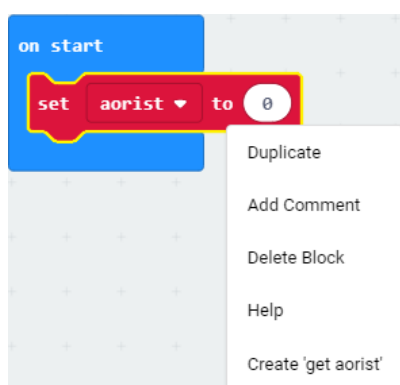 on start
set aorist to 0
Duplicate
Add Comment
Delete Block
Help
Create 'get aorist'